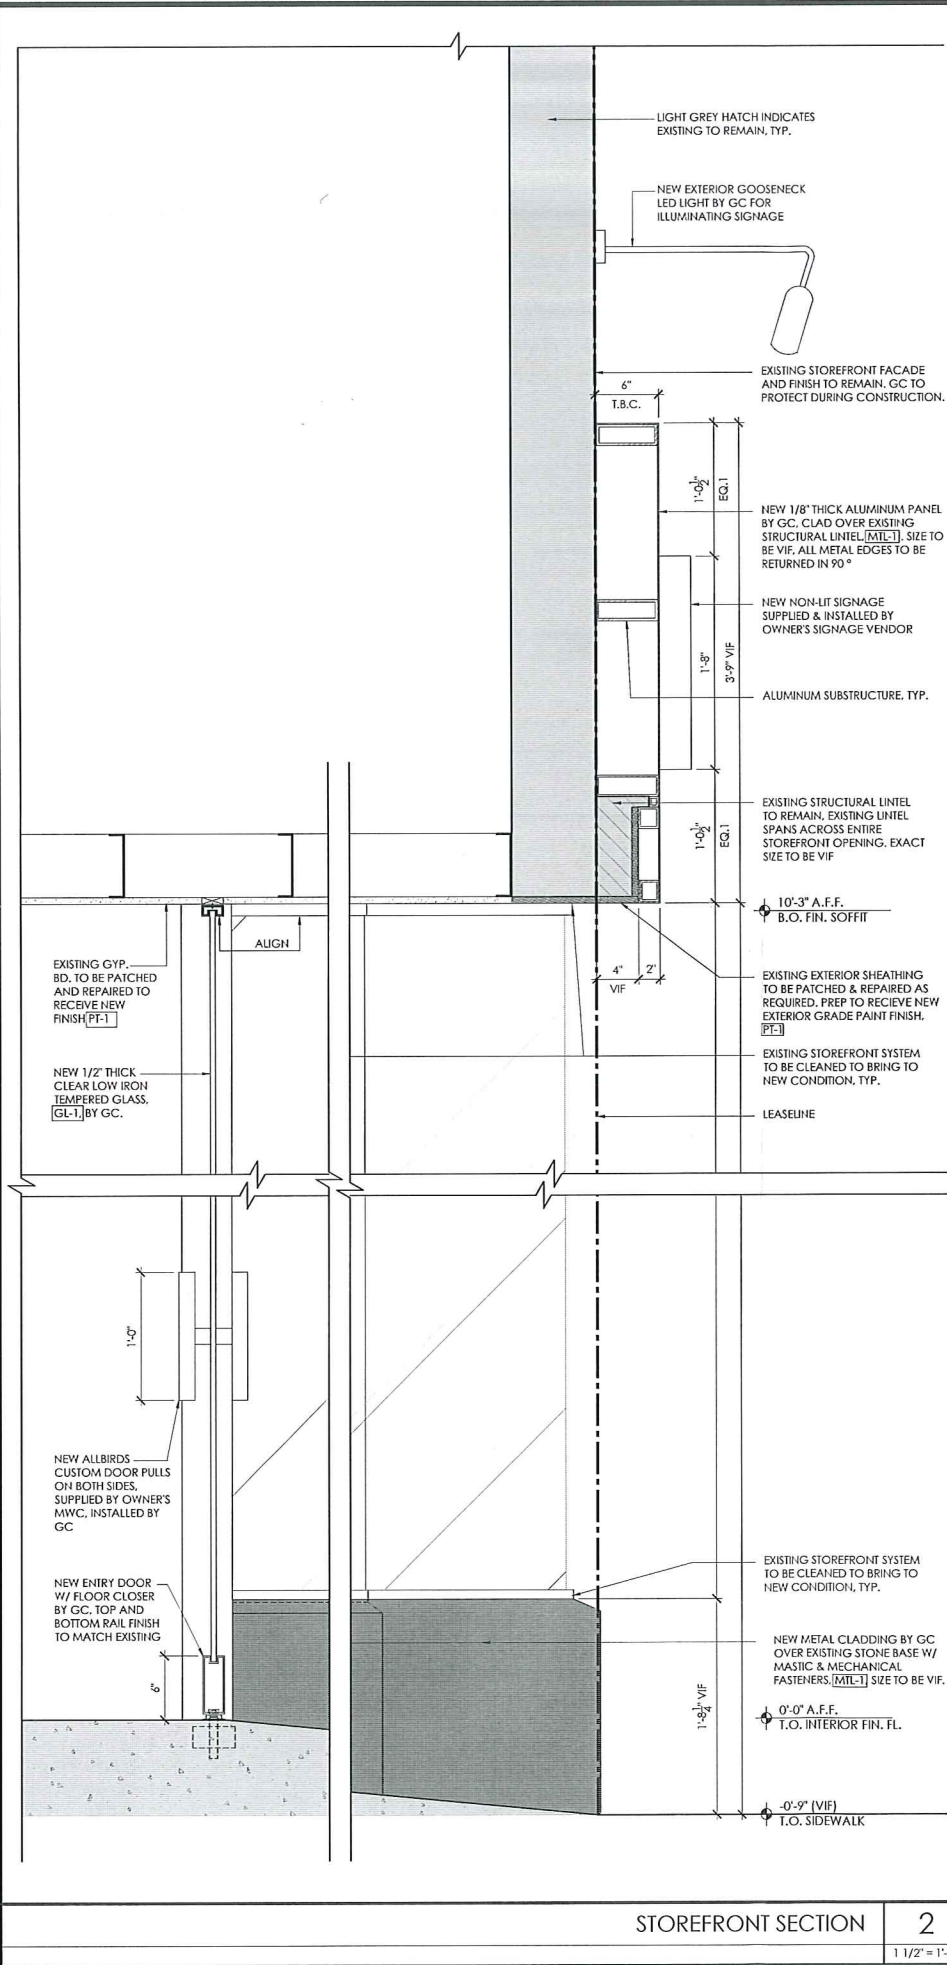 LIGHT GREY HATCH INDICATES
EXISTING TO REMAIN, TYP.
NEW EXTERIOR GOOSENECK
LED LIGHT BY GC FOR
ILLUMINATING SIGNAGE
EXISTING STOREFRONT FACADE
AND FINISH TO REMAIN. GC TO
PROTECT DURING CONSTRUCTION.
6"
T.B.C.
1'-0½"
EQ.1
NEW 1/8" THICK ALUMINUM PANEL
BY GC, CLAD OVER EXISTING
STRUCTURAL LINTEL, MTL-1. SIZE TO
BE VIF, ALL METAL EDGES TO BE
RETURNED IN 90°
NEW NON-LIT SIGNAGE
SUPPLIED & INSTALLED BY
OWNER'S SIGNAGE VENDOR
1'-8"
3'-9" VIF
ALUMINUM SUBSTRUCTURE, TYP.
EXISTING STRUCTURAL LINTEL
TO REMAIN, EXISTING LINTEL
SPANS ACROSS ENTIRE
STOREFRONT OPENING. EXACT
SIZE TO BE VIF
1'-0½"
EQ.1
10'-3" A.F.F.
B.O. FIN. SOFFIT
ALIGN
EXISTING GYP.
BD. TO BE PATCHED
AND REPAIRED TO
RECEIVE NEW
FINISH PT-1
4"
VIF
2"
EXISTING EXTERIOR SHEATHING
TO BE PATCHED & REPAIRED AS
REQUIRED. PREP TO RECIEVE NEW
EXTERIOR GRADE PAINT FINISH,
PT-1
EXISTING STOREFRONT SYSTEM
TO BE CLEANED TO BRING TO
NEW CONDITION, TYP.
NEW 1/2" THICK
CLEAR LOW IRON
TEMPERED GLASS,
GL-1, BY GC.
LEASELINE
1'-0"
NEW ALLBIRDS
CUSTOM DOOR PULLS
ON BOTH SIDES,
SUPPLIED BY OWNER'S
MWC, INSTALLED BY
GC
EXISTING STOREFRONT SYSTEM
TO BE CLEANED TO BRING TO
NEW CONDITION, TYP.
NEW ENTRY DOOR
W/ FLOOR CLOSER
BY GC, TOP AND
BOTTOM RAIL FINISH
TO MATCH EXISTING
6"
NEW METAL CLADDING BY GC
OVER EXISTING STONE BASE W/
MASTIC & MECHANICAL
FASTENERS, MTL-1 SIZE TO BE VIF.
1'-8¼" VIF
0'-0" A.F.F.
T.O. INTERIOR FIN. FL.
-0'-9" (VIF)
T.O. SIDEWALK
STOREFRONT SECTION
2
1 1/2" = 1'-